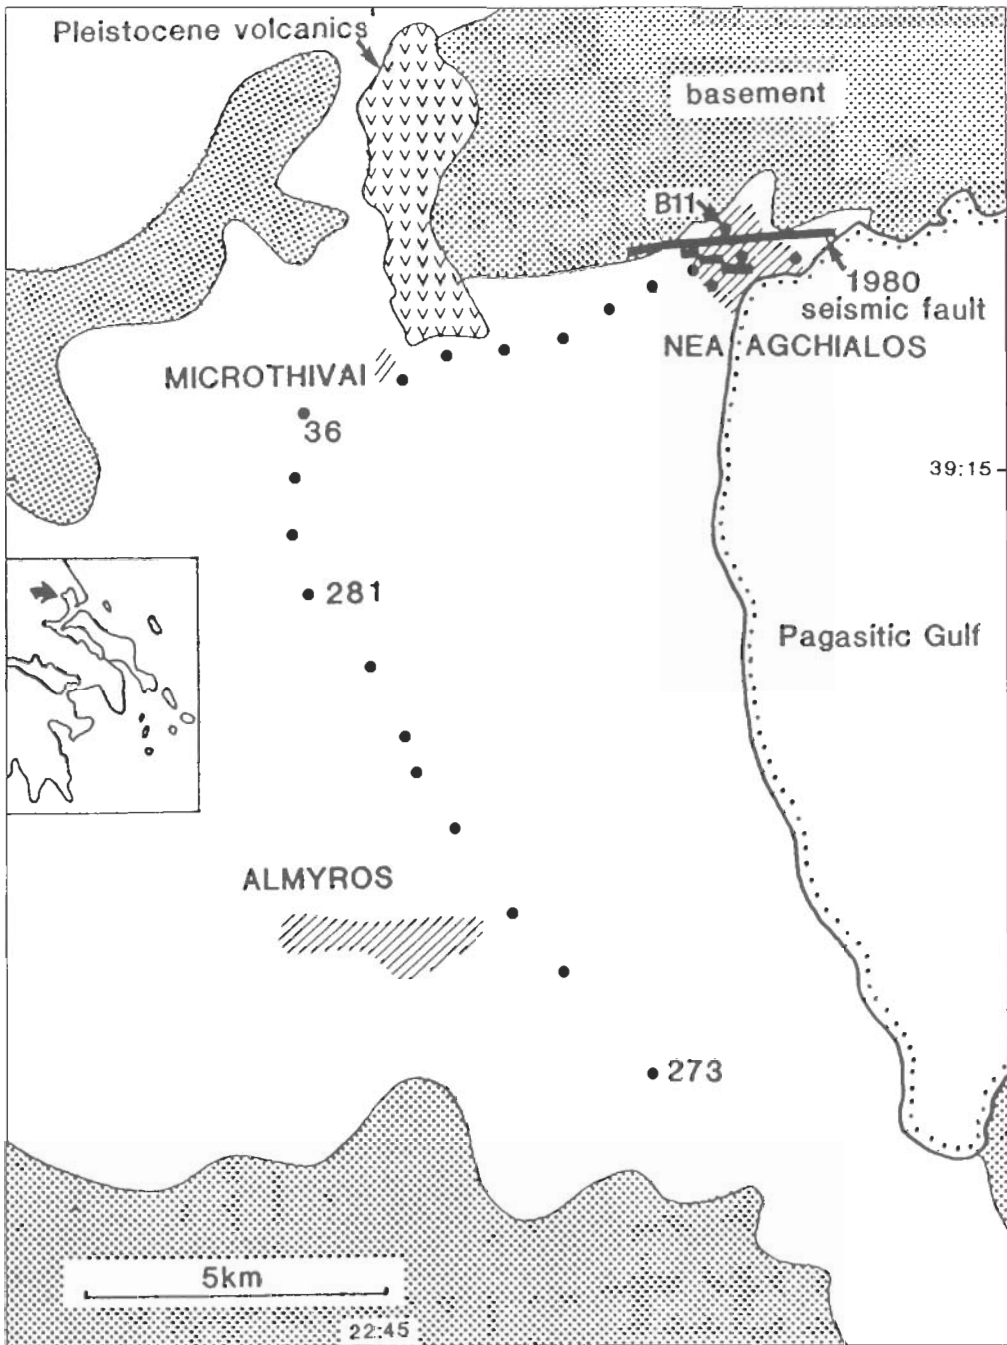 Pleistocene volcanics
basement
B11
1980
seismic fault
NEA AGCHIALOS
MICROTHIVAI
36
39:15
281
Pagasitic Gulf
ALMYROS
273
5km
22:45